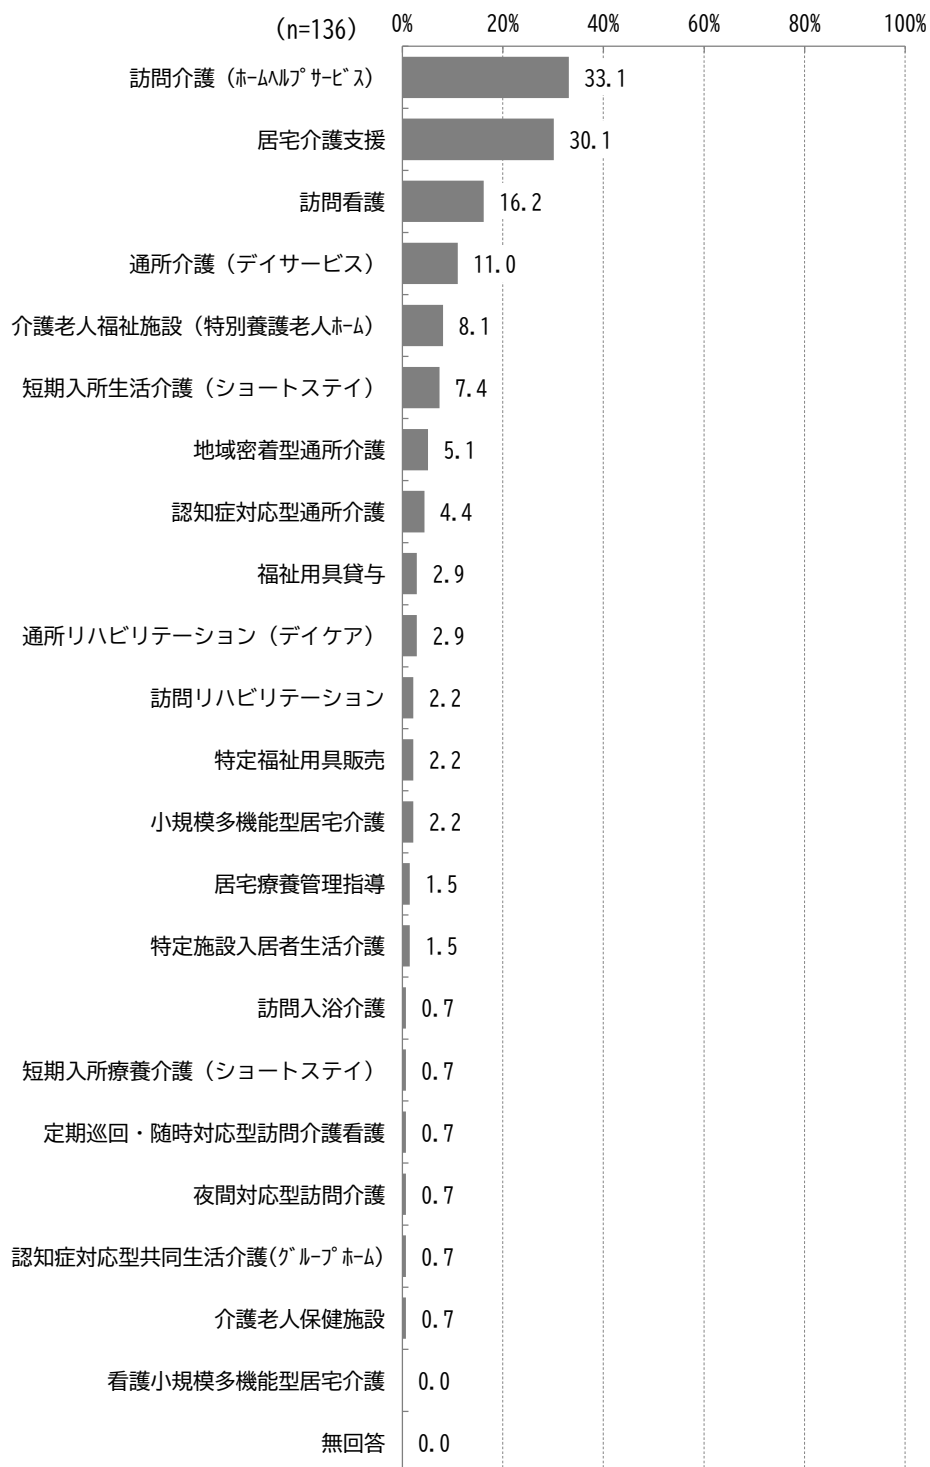 (n=136) 0% 20% 40% 60% 80% 100%
訪問介護（ﾎｰﾑﾍﾙﾌﾟｻｰﾋﾞｽ） 33.1
居宅介護支援 30.1
訪問看護 16.2
通所介護（デイサービス） 11.0
介護老人福祉施設（特別養護老人ﾎｰﾑ） 8.1
短期入所生活介護（ショートステイ） 7.4
地域密着型通所介護 5.1
認知症対応型通所介護 4.4
福祉用具貸与 2.9
通所リハビリテーション（デイケア） 2.9
訪問リハビリテーション 2.2
特定福祉用具販売 2.2
小規模多機能型居宅介護 2.2
居宅療養管理指導 1.5
特定施設入居者生活介護 1.5
訪問入浴介護 0.7
短期入所療養介護（ショートステイ） 0.7
定期巡回・随時対応型訪問介護看護 0.7
夜間対応型訪問介護 0.7
認知症対応型共同生活介護(ｸﾞﾙｰﾌﾟﾎｰﾑ) 0.7
介護老人保健施設 0.7
看護小規模多機能型居宅介護 0.0
無回答 0.0